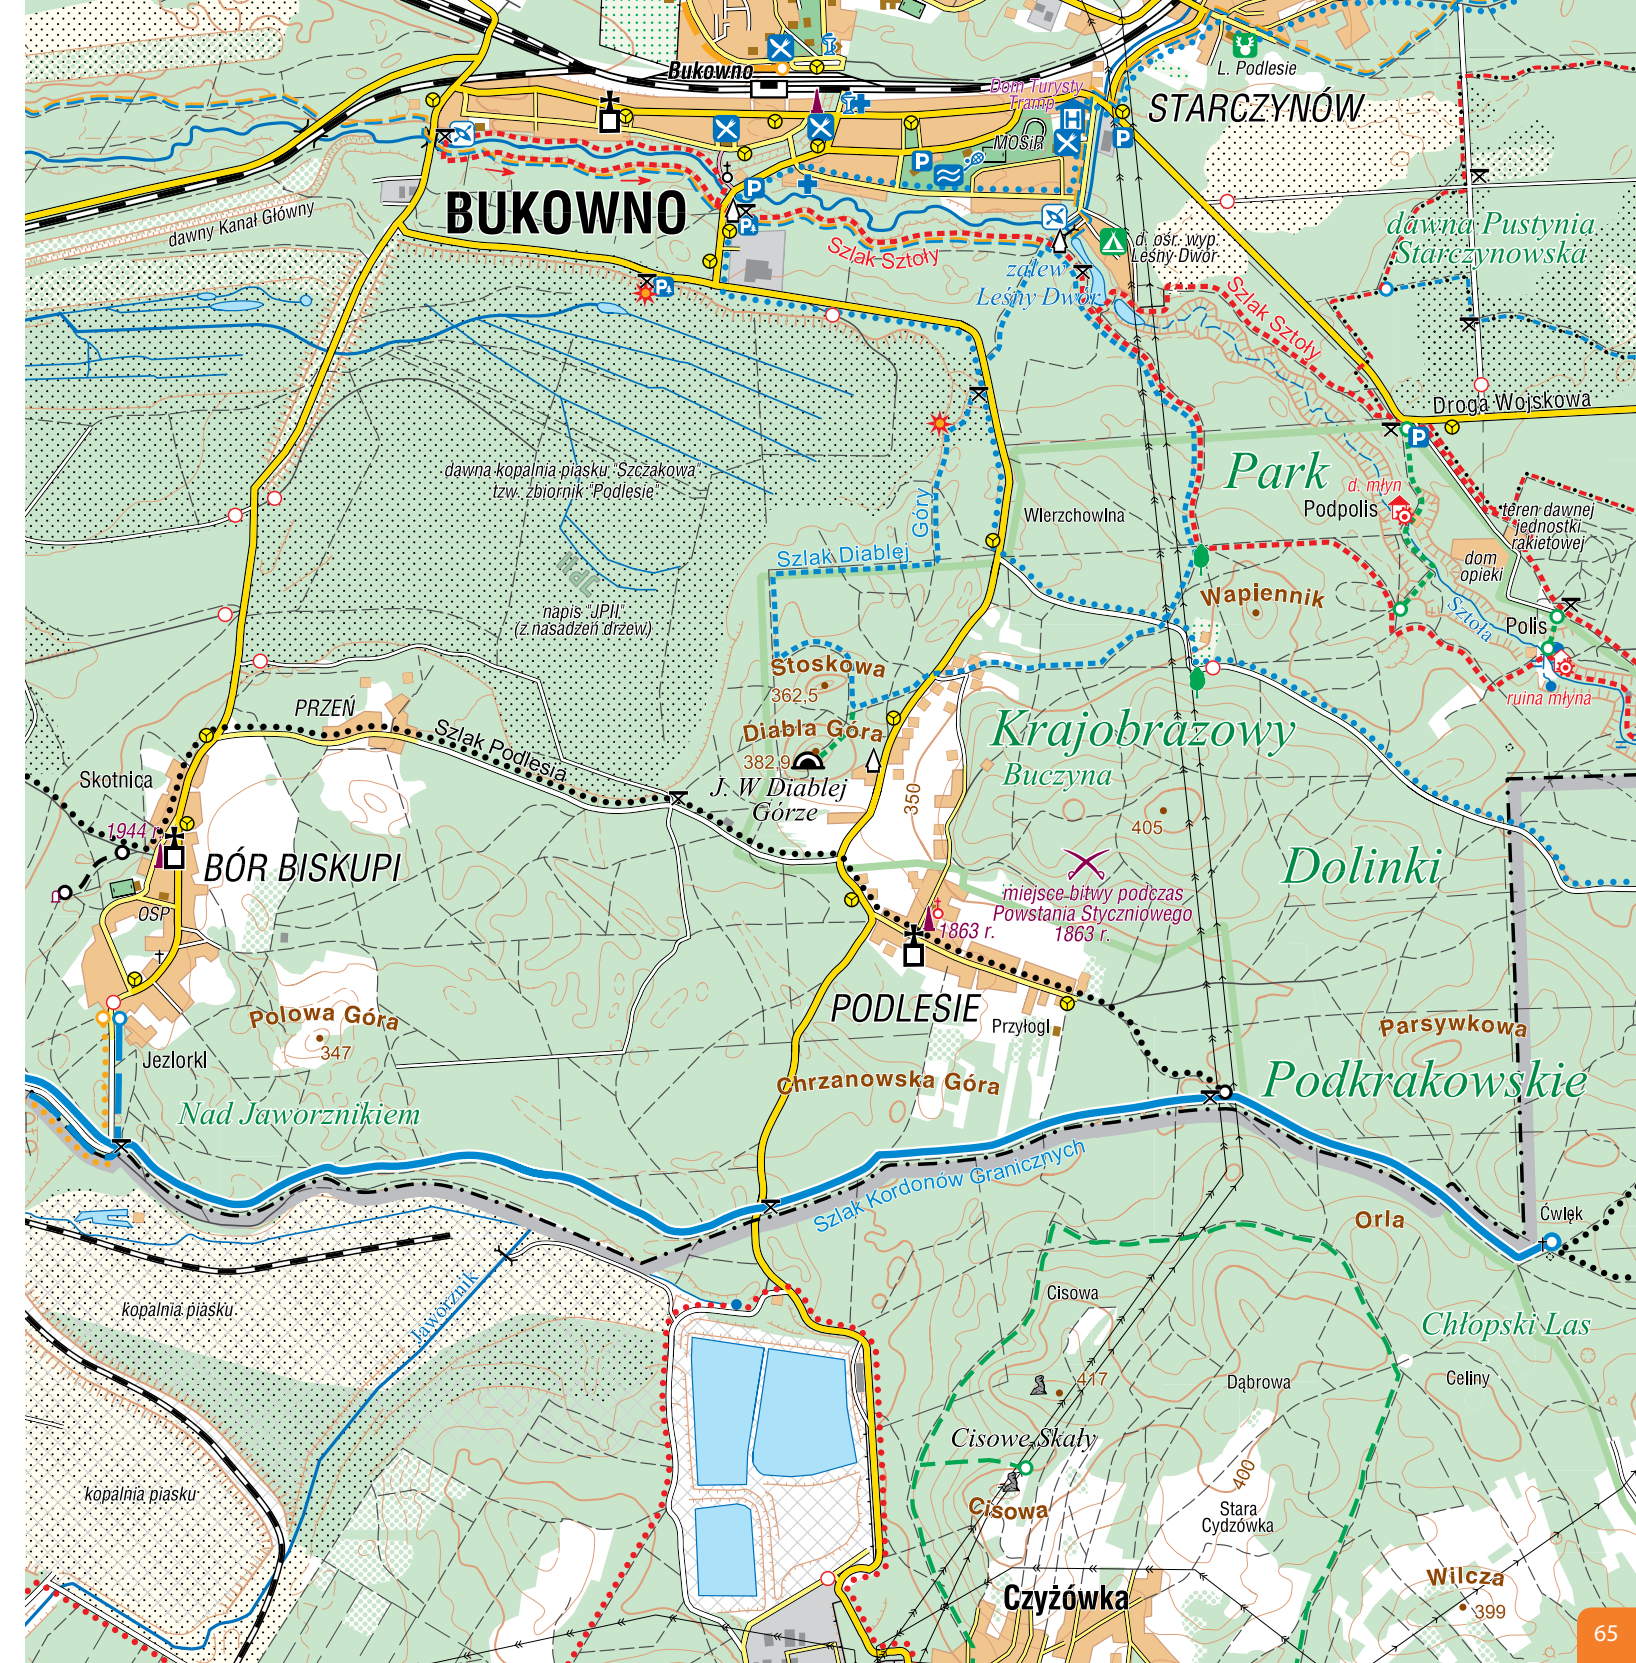 Bukowno
L. Podlesie
Dom Turysty
Tramp
STARCZYNÓW
MOSiR
H
P
P
P
P
BUKOWNO
dawny Kanał Główny
Szlak Sztoły
d. ośr. wyp.
Leśny Dwór
zalew
Leśny Dwór
dawna Pustynia
Starczynowska
Szlak Sztoły
P
Droga Wojskowa
P
dawna kopalnia piasku "Szczakowa"
tzw. zbiornik "Podlesie"
Park
d. młyn
Podpolis
Wierzchowina
teren dawnej
jednostki
rakietowej
Szlak Diablej Góry
dom
opieki
JPII
napis "JPII"
(z nasadzeń drzew)
Wapiennik
Sztoła
Polis
Stoskowa
362,5
ruina młyna
PRZEŃ
Szlak Podlesia
Diabla Góra
382,9
Krajobrazowy
Buczyna
J. W Diablej
Górze
Skotnica
350
405
1944 r.
BÓR BISKUPI
Dolinki
miejsce bitwy podczas
Powstania Styczniowego
1863 r.
OSP
1863 r.
PODLESIE
Przyłogi
Polowa Góra
347
Parsywkowa
Jeziorki
Chrzanowska Góra
Podkrakowskie
Nad Jaworznikiem
Szlak Kordonów Granicznych
Orla
Ćwięk
kopalnia piasku
Jaworznik
Cisowa
Chłopski Las
417
Dąbrowa
Celiny
Cisowe Skały
400
kopalnia piasku
Cisowa
Stara
Cydzówka
Czyżówka
Wilcza
399
65